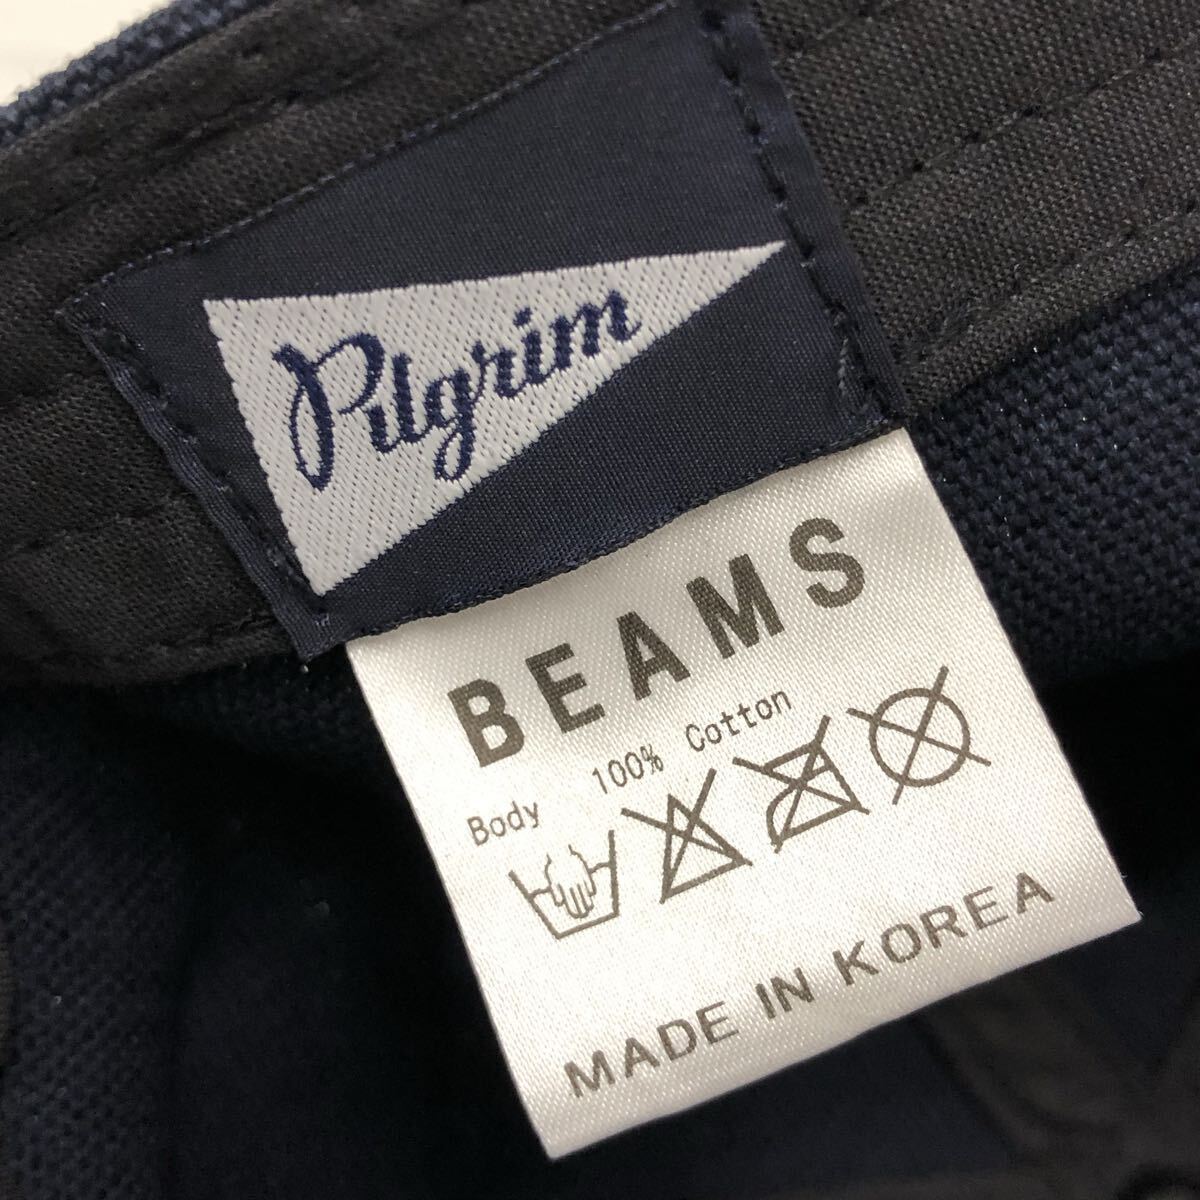 Pilgrim
BEAMS
Body 100% Cotton
MADE IN KOREA